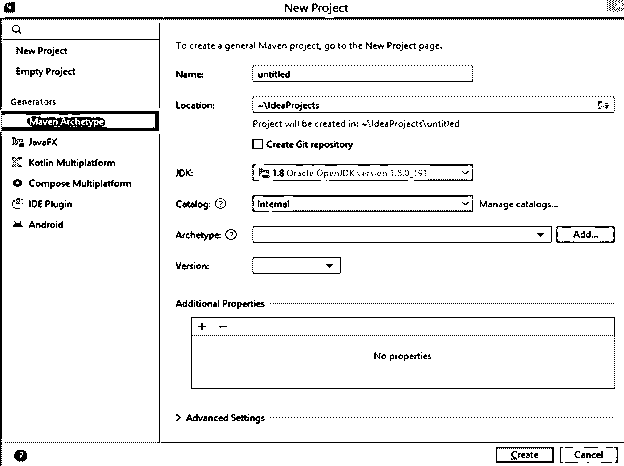 New Project
New Project
Empty Project
Generators
Maven Archetype
JavaFX
Kotlin Multiplatform
Compose Multiplatform
IDE Plugin
Android
To create a general Maven project, go to the New Project page.
Name: untitled
Location: ~\IdeaProjects
Project will be created in: ~\IdeaProjects\untitled
Create Git repository
JDK: 1.8 Oracle OpenJDK version
Catalog: ? Internal Manage catalogs...
Archetype: ? Add...
Version:
Additional Properties
+ −
No properties
> Advanced Settings
? Create Cancel